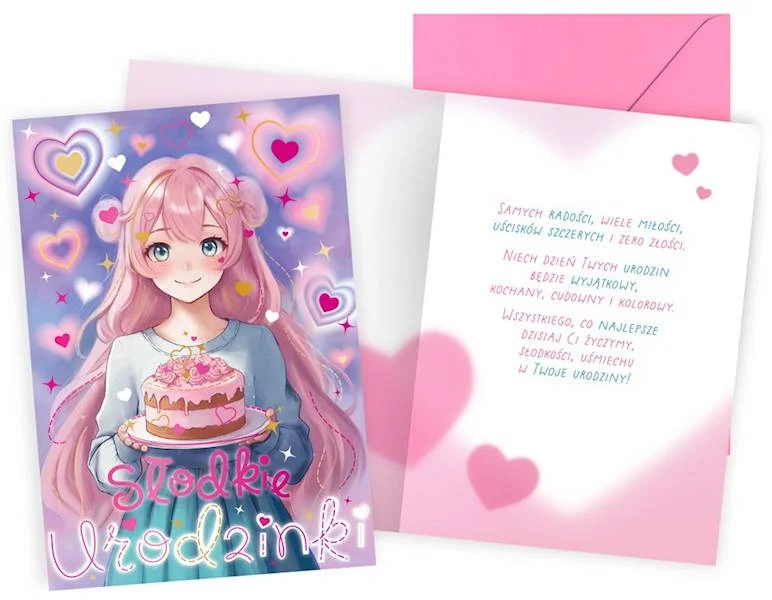 Słodkie
urodzinki
Samych radości, wiele miłości,
uścisków szczerych i zero złości.
Niech dzień Twych urodzin
będzie wyjątkowy,
kochany, cudowny i kolorowy.
Wszystkiego, co najlepsze
dzisiaj Ci życzymy,
słodkości, uśmiechu
w Twoje urodziny!